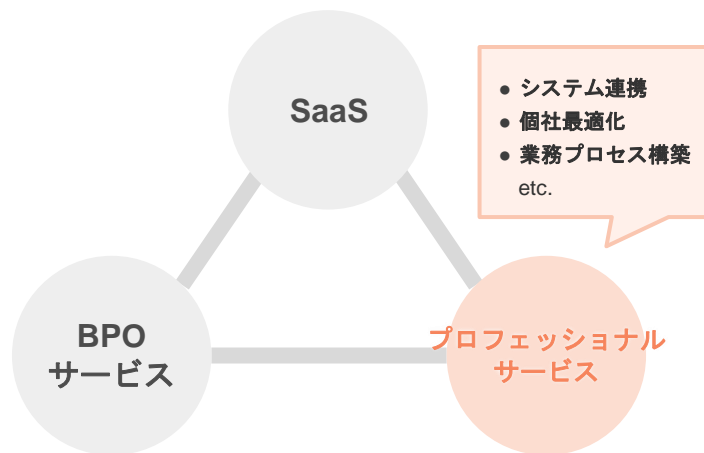 SaaS
● システム連携
● 個社最適化
● 業務プロセス構築
etc.
BPO
サービス
プロフェッショナル
サービス